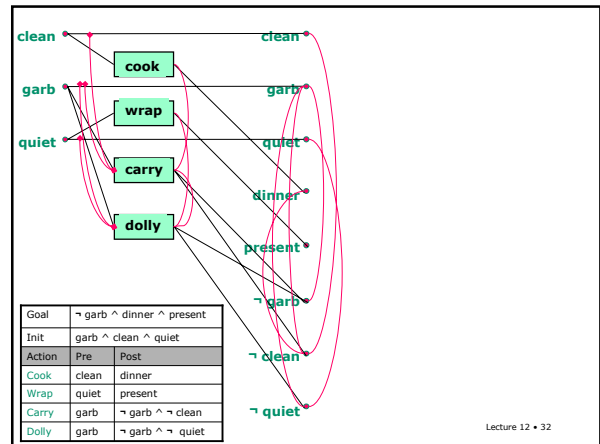 clean clean
cook
garb garb
wrap
quiet quiet
carry
dinner
dolly
present
¬ garb
Goal ¬ garb ^ dinner ^ present
Init garb ^ clean ^ quiet
Action Pre Post
¬ clean
Cook clean dinner
Wrap quiet present
Carry garb ¬ garb ^ ¬ clean
Dolly garb ¬ garb ^ ¬ quiet
¬ quiet
Lecture 12 • 32